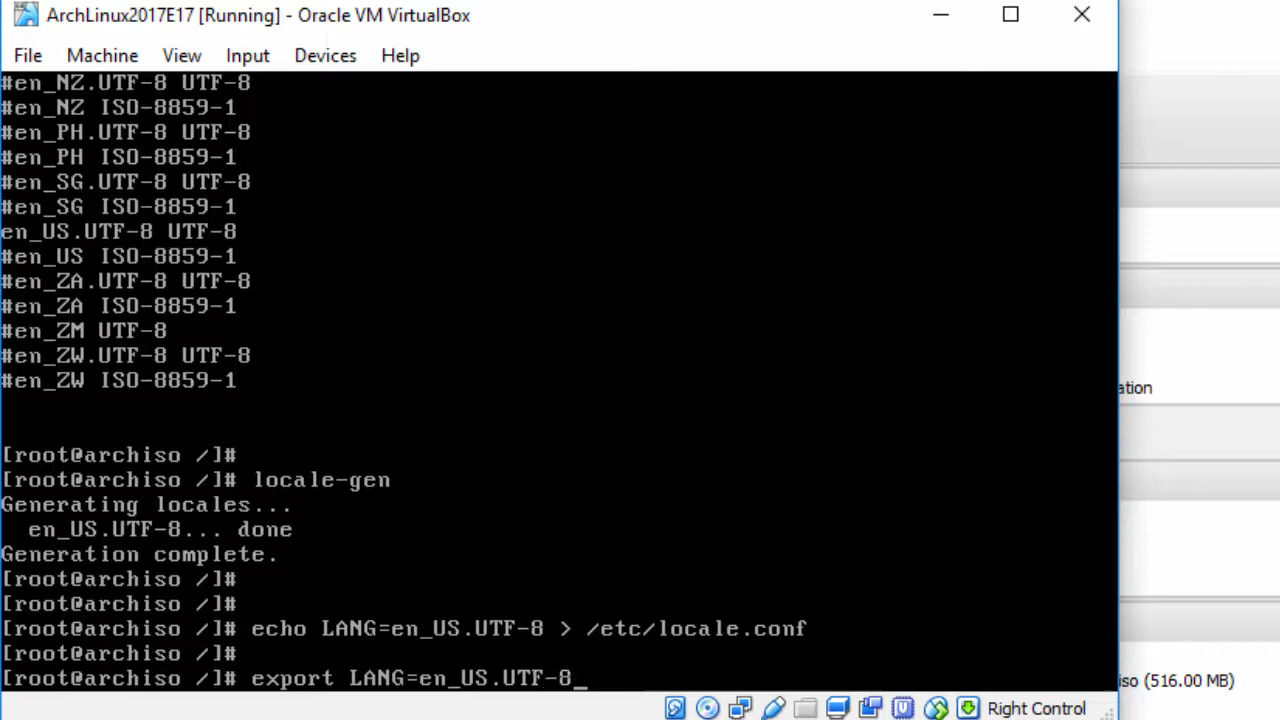 ArchLinux2017E17 [Running] - Oracle VM VirtualBox
File Machine View Input Devices Help
#en_NZ.UTF-8 UTF-8
#en_NZ ISO-8859-1
#en_PH.UTF-8 UTF-8
#en_PH ISO-8859-1
#en_SG.UTF-8 UTF-8
#en_SG ISO-8859-1
en_US.UTF-8 UTF-8
#en_US ISO-8859-1
#en_ZA.UTF-8 UTF-8
#en_ZA ISO-8859-1
#en_ZM UTF-8
#en_ZW.UTF-8 UTF-8
#en_ZW ISO-8859-1
ation
[root@archiso /]#
[root@archiso /]# locale-gen
Generating locales...
en_US.UTF-8... done
Generation complete.
[root@archiso /]#
[root@archiso /]#
[root@archiso /]# echo LANG=en_US.UTF-8 > /etc/locale.conf
[root@archiso /]#
[root@archiso /]# export LANG=en_US.UTF-8_
iso (516.00 MB)
Right Control